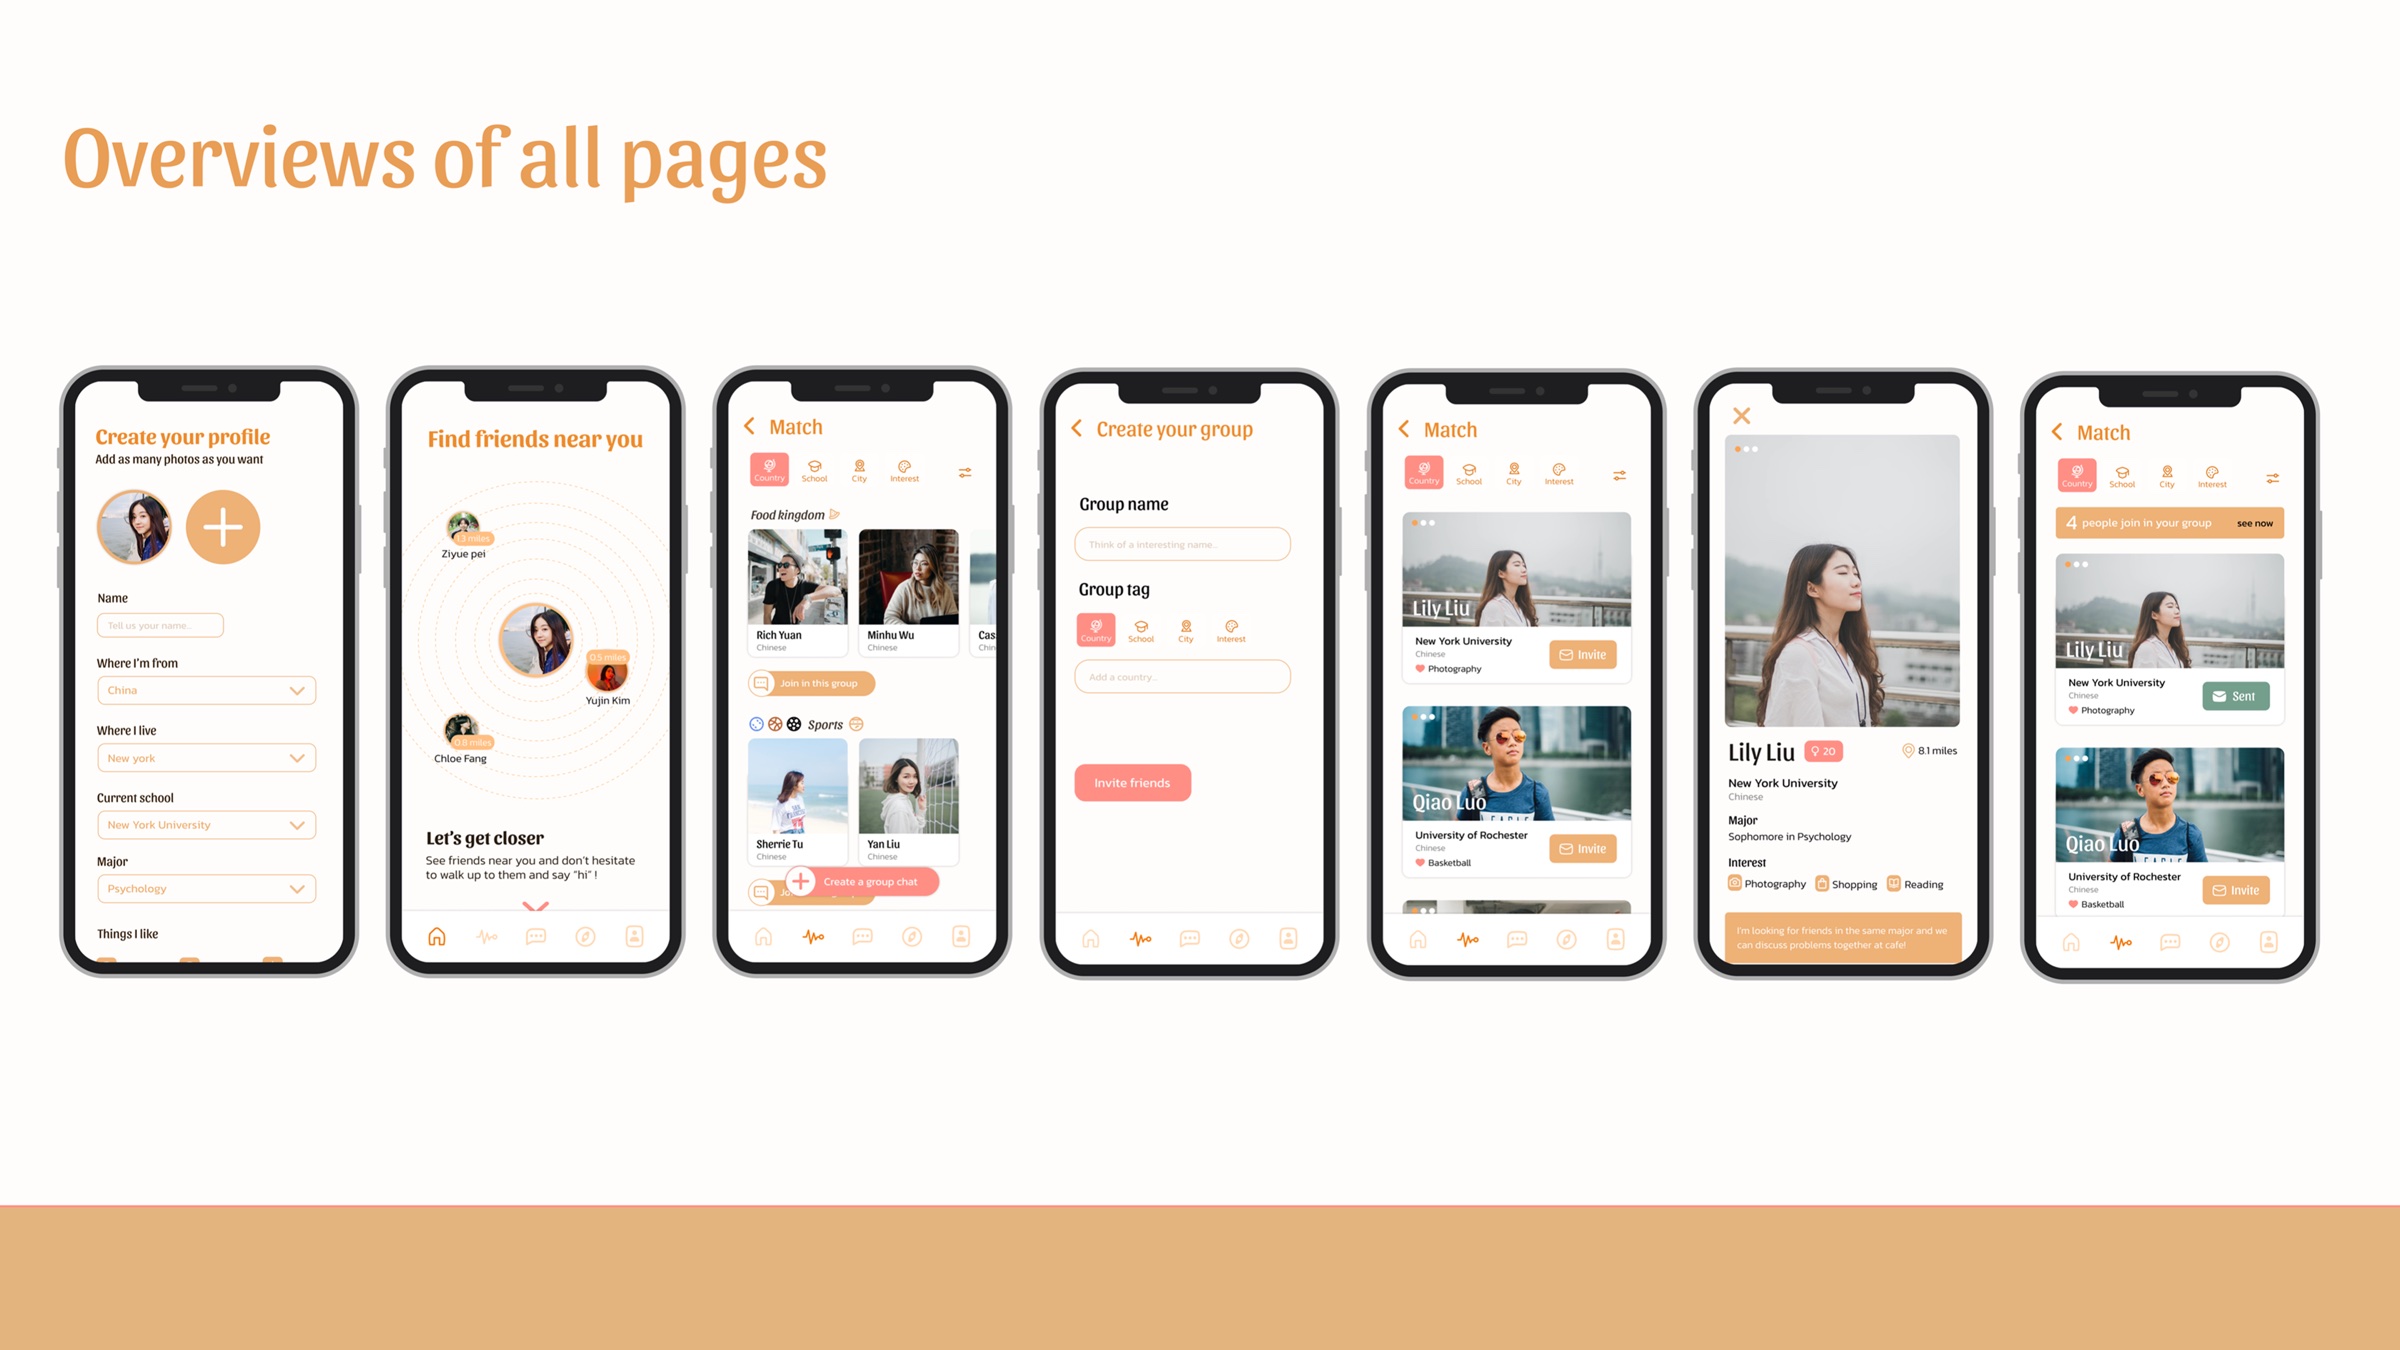 Overviews of all pages
Create your profile
Add as many photos as you want
Name
Tell us your name..
Where I'm from
China
Where I live
New york
Current school
New York University
Major
Psychology
Things I like
Find friends near you
miles
Ziyue pei
0.5 miles
Yujin Kim
0.8 miles
Chloe Fang
Let's get closer
See friends near you and don't hesitate
to walk up to them and say "hi" !
Match
Country School City Interest
Food kingdom
Rich Yuan
Chinese
Minhu Wu
Chinese
Join in this group
Sports
Sherrie Tu
Chinese
Yan Liu
Chinese
Create a group chat
Create your group
Group name
Think of a interesting name..
Group tag
Country School City Interest
Add a country..
Invite friends
Match
Country School City Interest
Lily Liu
New York University
Chinese
Photography
Invite
Qiao Luo
University of Rochester
Chinese
Basketball
Invite
Lily Liu 20 8.1 miles
New York University
Chinese
Major
Sophomore in Psychology
Interest
Photography Shopping Reading
I'm looking for friends in the same major and we
can discuss problems together at cafe!
Match
Country School City Interest
4 people join in your group see now
Lily Liu
New York University
Chinese
Photography
Sent
Qiao Luo
University of Rochester
Chinese
Basketball
Invite